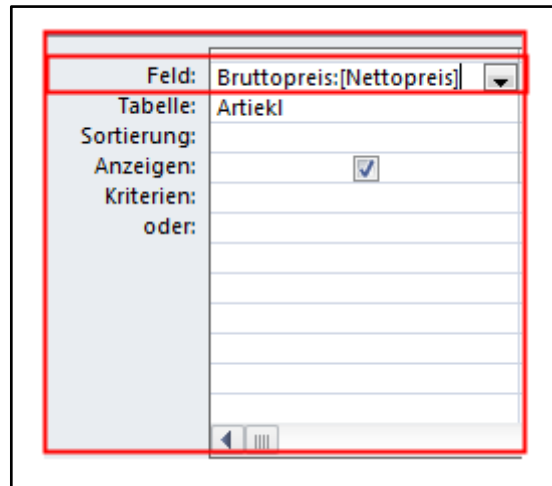 Feld: Bruttopreis:[Nettopreis]
Tabelle: Artiekl
Sortierung:
Anzeigen:
Kriterien:
oder: